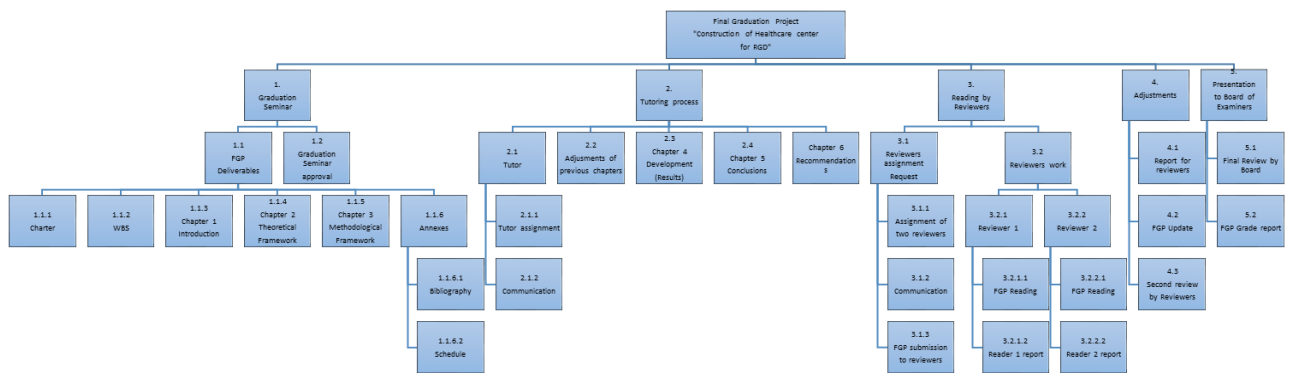 Final Graduation Project
"Construction of Healthcare center
for RGD"
1.
Graduation
Seminar
2.
Tutoring process
3.
Reading by
Reviewers
4.
Adjustments
5.
Presentation
to Board of
Examiners
1.1
FGP
Deliverables
1.2
Graduation
Seminar
approval
2.1
Tutor
2.2
Adjusments of
previous chapters
2.3
Chapter 4
Development
(Results)
2.4
Chapter 5
Conclusions
Chapter 6
Recommendation
s
3.1
Reviewers
assignment
Request
3.2
Reviewers work
4.1
Report for
reviewers
5.1
Final Review by
Board
1.1.1
Charter
1.1.2
WBS
1.1.3
Chapter 1
Introduction
1.1.4
Chapter 2
Theoretical
Framework
1.1.5
Chapter 3
Methodological
Framework
1.1.6
Annexes
2.1.1
Tutor assignment
3.1.1
Assignment of
two reviewers
3.2.1
Reviewer 1
3.2.2
Reviewer 2
4.2
FGP Update
5.2
FGP Grade report
1.1.6.1
Bibliography
2.1.2
Communication
3.1.2
Communication
3.2.1.1
FGP Reading
3.2.2.1
FGP Reading
4.3
Second review
by Reviewers
1.1.6.2
Schedule
3.1.3
FGP submission
to reviewers
3.2.1.2
Reader 1 report
3.2.2.2
Reader 2 report